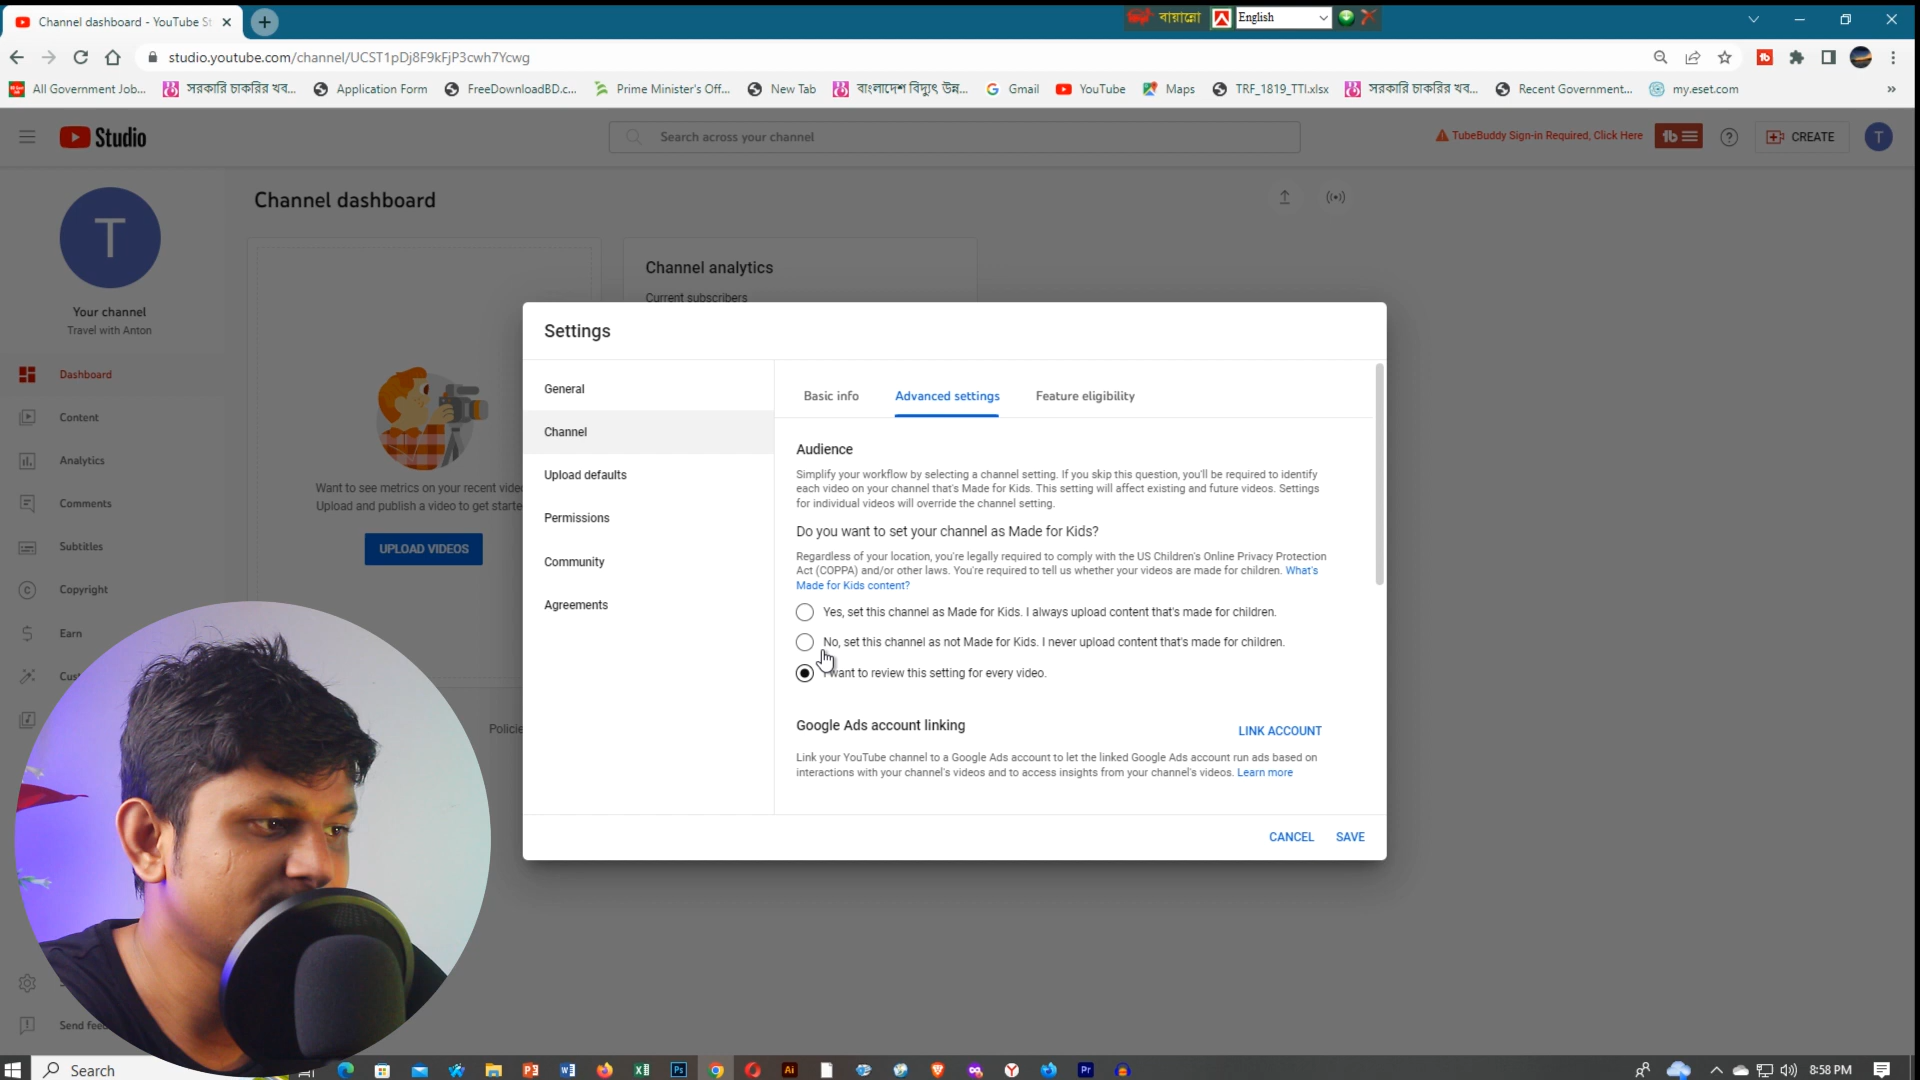 Channel dashboard - YouTube St
বায়ান্নো
English
studio.youtube.com/channel/UCST1pDj8F9kFjP3cwh7Ycwg
All Government Job...
সরকারি চাকরির খব...
Application Form
FreeDownloadBD.c...
Prime Minister's Off...
New Tab
বাংলাদেশ বিদ্যুৎ উন্ন...
Gmail
YouTube
Maps
TRF_1819_TTI.xlsx
সরকারি চাকরির খব...
Recent Government...
my.eset.com
Studio
Search across your channel
TubeBuddy Sign-in Required, Click Here
CREATE
T
T
Your channel
Travel with Anton
Dashboard
Content
Analytics
Comments
Subtitles
Copyright
Earn
Channel dashboard
Want to see metrics on your recent vide
Upload and publish a video to get starte
UPLOAD VIDEOS
Channel analytics
Current subscribers
Policie
Settings
General
Channel
Upload defaults
Permissions
Community
Agreements
Basic info
Advanced settings
Feature eligibility
Audience
Simplify your workflow by selecting a channel setting. If you skip this question, you'll be required to identify
each video on your channel that's Made for Kids. This setting will affect existing and future videos. Settings
for individual videos will override the channel setting.
Do you want to set your channel as Made for Kids?
Regardless of your location, you're legally required to comply with the US Children's Online Privacy Protection
Act (COPPA) and/or other laws. You're required to tell us whether your videos are made for children. What's
Made for Kids content?
Yes, set this channel as Made for Kids. I always upload content that's made for children.
No, set this channel as not Made for Kids. I never upload content that's made for children.
I want to review this setting for every video.
Google Ads account linking
LINK ACCOUNT
Link your YouTube channel to a Google Ads account to let the linked Google Ads account run ads based on
interactions with your channel's videos and to access insights from your channel's videos. Learn more
CANCEL
SAVE
Send fee
Search
8:58 PM